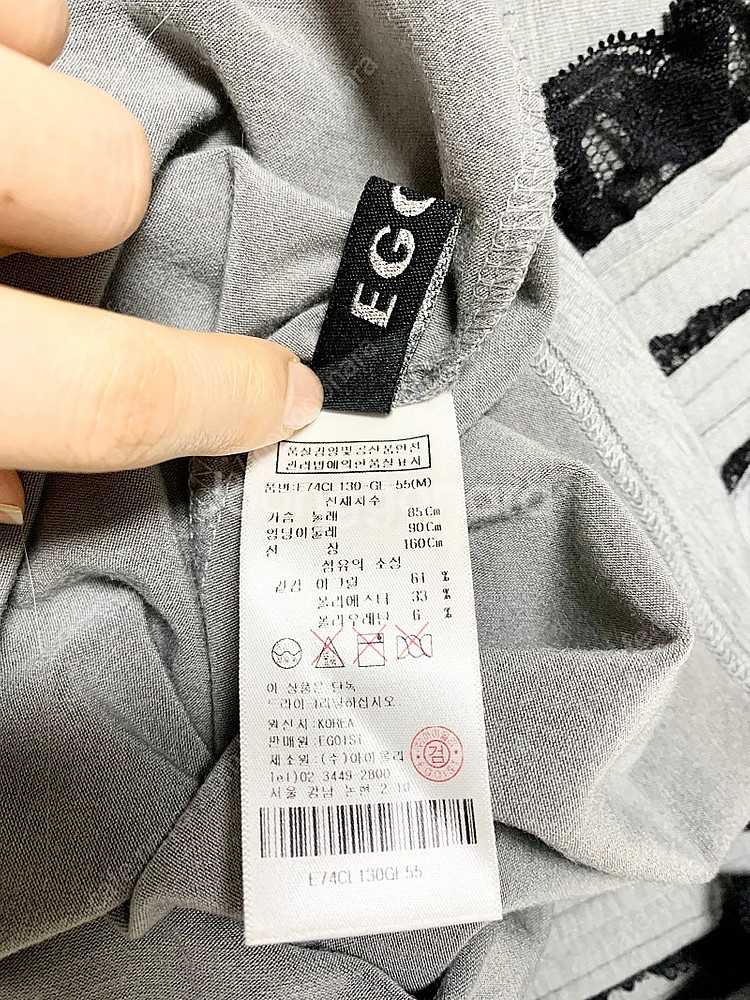 EGO
품질경영및공산품안전
관리법에의한품질표시
품번:E74CL130-GE-55(M)
신체치수
가슴 둘레 85Cm
엉덩이둘레 90Cm
신 장 160Cm
섬유의 조성
겉감 아크릴 61 %
폴리에스터 33 %
폴리우레탄 6 %
이 상품은 단독
드라이크리닝하십시오.
원산지:KOREA
판매원:EGOIST
제조원:(주)아이올리
검
Tel)02 3449-2800
서울 강남 논현 2-10
E74CL130GE55